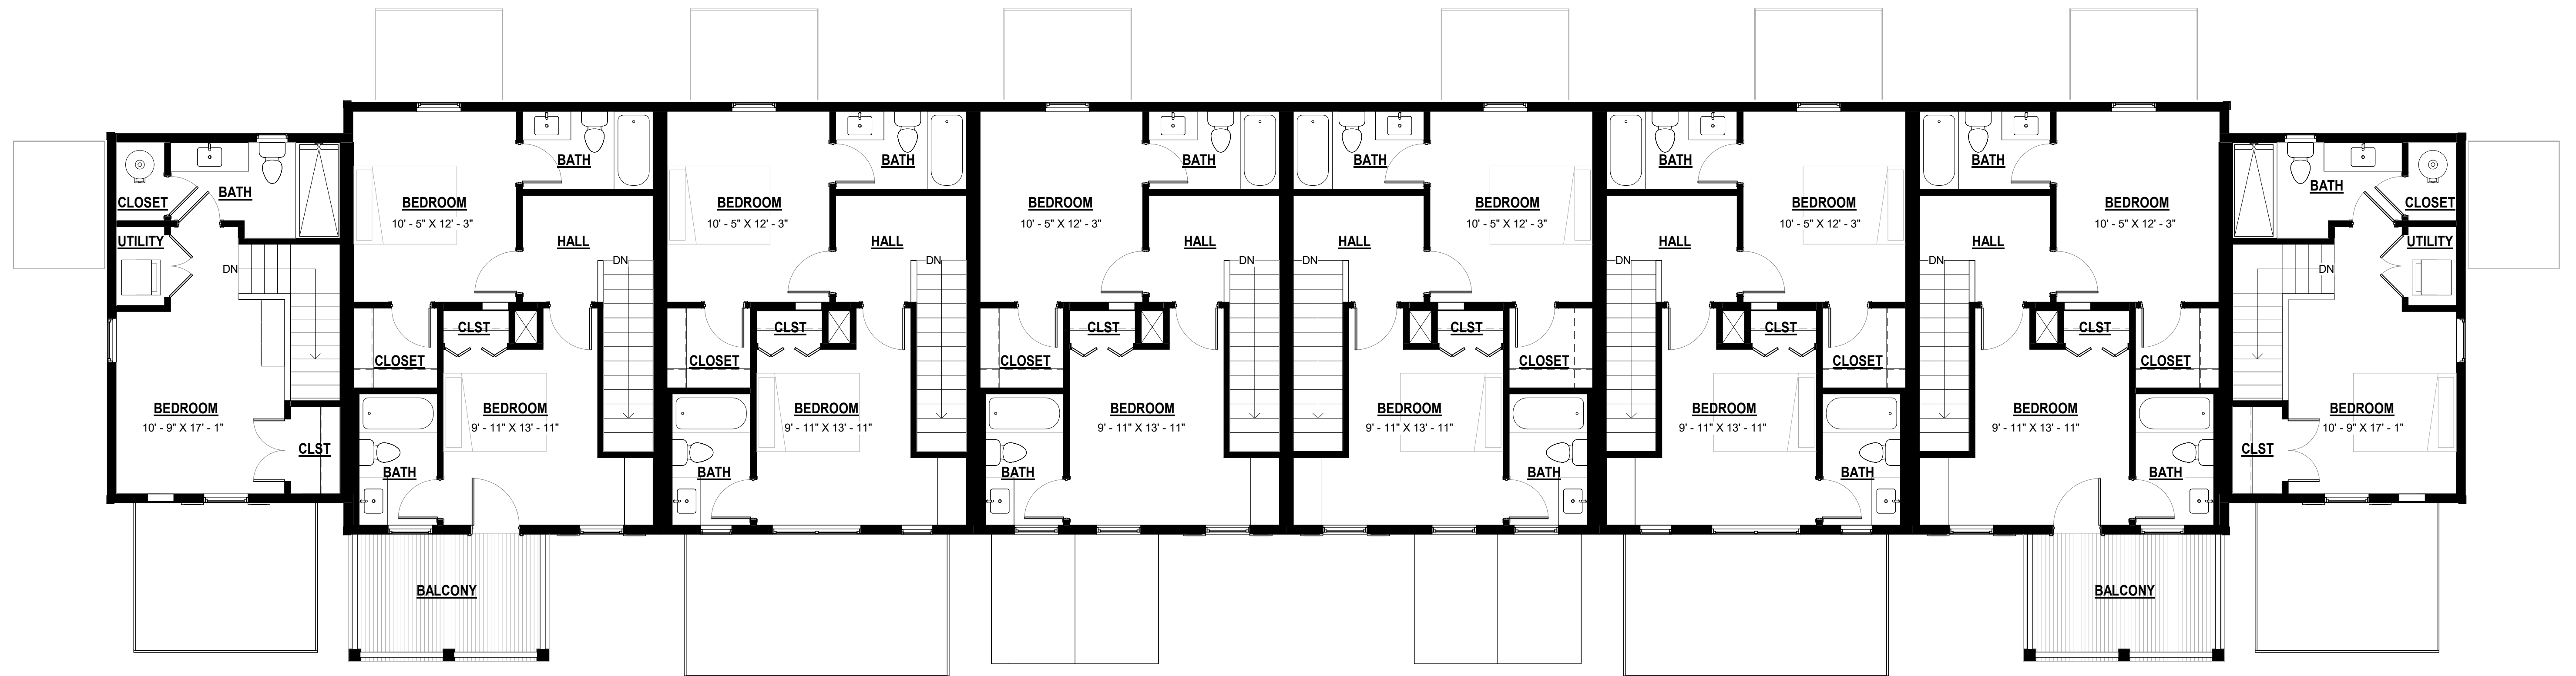 BATH
CLOSET
UTILITY
DN
BEDROOM
10' - 9" X 17' - 1"
CLST
BATH
BEDROOM
10' - 5" X 12' - 3"
HALL
DN
CLST
CLOSET
BEDROOM
9' - 11" X 13' - 11"
BATH
BALCONY
BATH
BEDROOM
10' - 5" X 12' - 3"
HALL
DN
CLST
CLOSET
BEDROOM
9' - 11" X 13' - 11"
BATH
BATH
BEDROOM
10' - 5" X 12' - 3"
HALL
DN
CLST
CLOSET
BEDROOM
9' - 11" X 13' - 11"
BATH
BATH
BEDROOM
10' - 5" X 12' - 3"
HALL
DN
CLST
CLOSET
BEDROOM
9' - 11" X 13' - 11"
BATH
BATH
BEDROOM
10' - 5" X 12' - 3"
HALL
DN
CLST
CLOSET
BEDROOM
9' - 11" X 13' - 11"
BATH
BATH
BEDROOM
10' - 5" X 12' - 3"
HALL
DN
CLST
CLOSET
BEDROOM
9' - 11" X 13' - 11"
BATH
BALCONY
BATH
CLOSET
UTILITY
DN
BEDROOM
10' - 9" X 17' - 1"
CLST